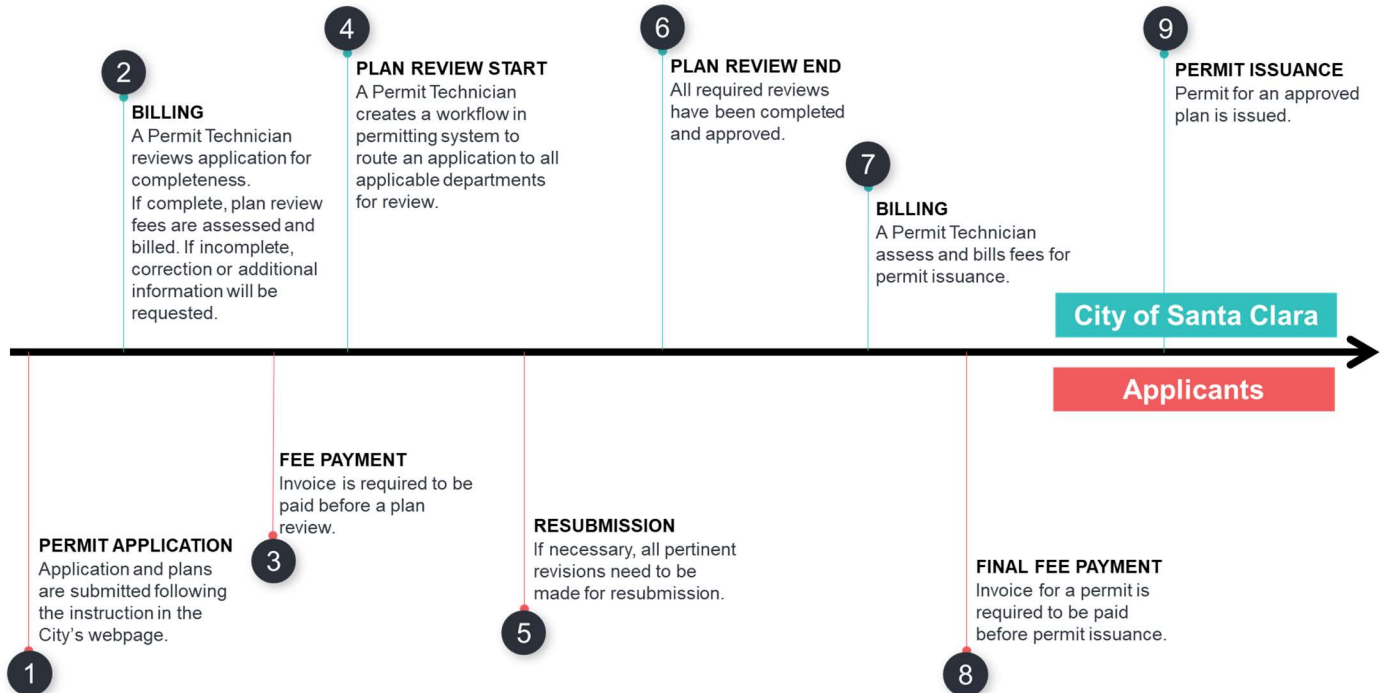 1
PERMIT APPLICATION
Application and plans
are submitted following
the instruction in the
City's webpage.
2
BILLING
A Permit Technician
reviews application for
completeness.
If complete, plan review
fees are assessed and
billed. If incomplete,
correction or additional
information will be
requested.
3
FEE PAYMENT
Invoice is required to be
paid before a plan
review.
4
PLAN REVIEW START
A Permit Technician
creates a workflow in
permitting system to
route an application to all
applicable departments
for review.
5
RESUBMISSION
If necessary, all pertinent
revisions need to be
made for resubmission.
6
PLAN REVIEW END
All required reviews
have been completed
and approved.
7
BILLING
A Permit Technician
assess and bills fees for
permit issuance.
8
FINAL FEE PAYMENT
Invoice for a permit is
required to be paid
before permit issuance.
9
PERMIT ISSUANCE
Permit for an approved
plan is issued.
City of Santa Clara
Applicants